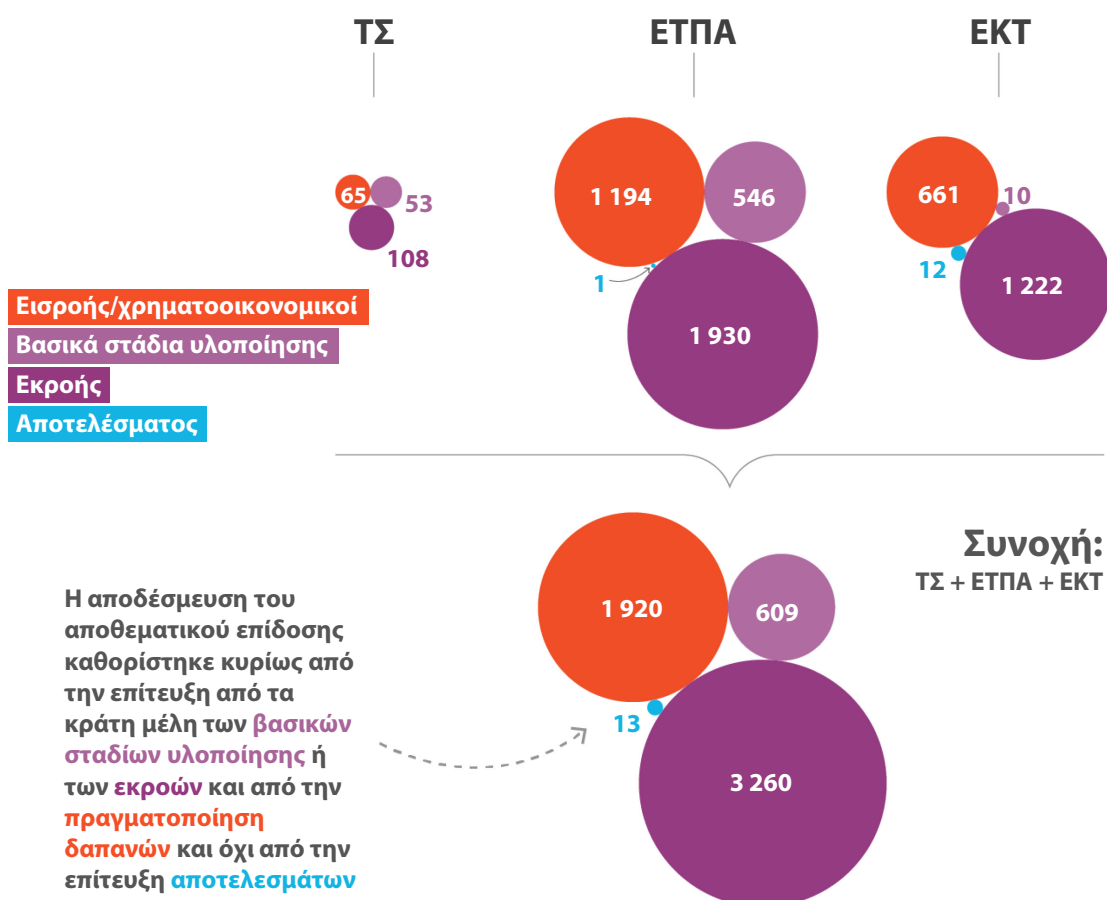 ΤΣ
ΕΤΠΑ
ΕΚΤ
65
53
108
1 194
546
1
1 930
661
10
12
1 222
Εισροής/χρηματοοικονομικοί
Βασικά στάδια υλοποίησης
Εκροής
Αποτελέσματος
Συνοχή:
ΤΣ + ΕΤΠΑ + ΕΚΤ
1 920
609
13
3 260
Η αποδέσμευση του
αποθεματικού επίδοσης
καθορίστηκε κυρίως από
την επίτευξη από τα
κράτη μέλη των βασικών
σταδίων υλοποίησης ή
των εκροών και από την
πραγματοποίηση
δαπανών και όχι από την
επίτευξη αποτελεσμάτων